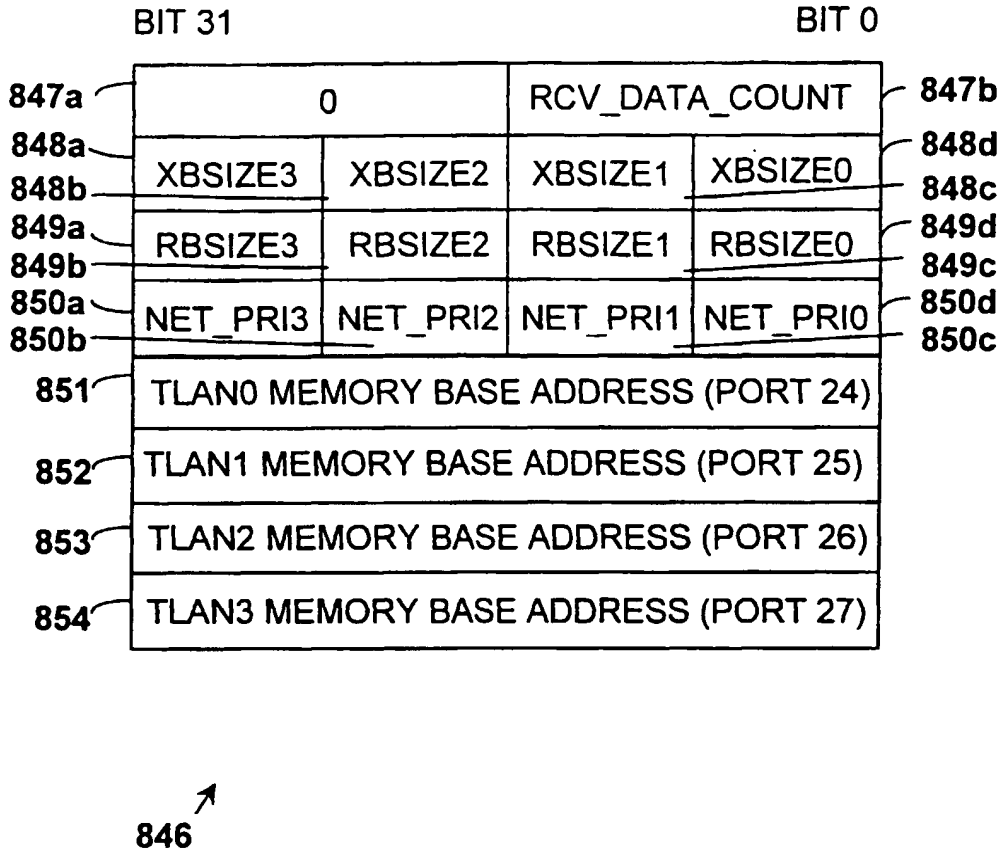 BIT 31 BIT 0
847a 0 RCV_DATA_COUNT 847b
848a XBSIZE3 XBSIZE2 XBSIZE1 XBSIZE0 848d
848b 848c
849a RBSIZE3 RBSIZE2 RBSIZE1 RBSIZE0 849d
849b 849c
850a NET_PRI3 NET_PRI2 NET_PRI1 NET_PRI0 850d
850b 850c
851 TLAN0 MEMORY BASE ADDRESS (PORT 24)
852 TLAN1 MEMORY BASE ADDRESS (PORT 25)
853 TLAN2 MEMORY BASE ADDRESS (PORT 26)
854 TLAN3 MEMORY BASE ADDRESS (PORT 27)
846